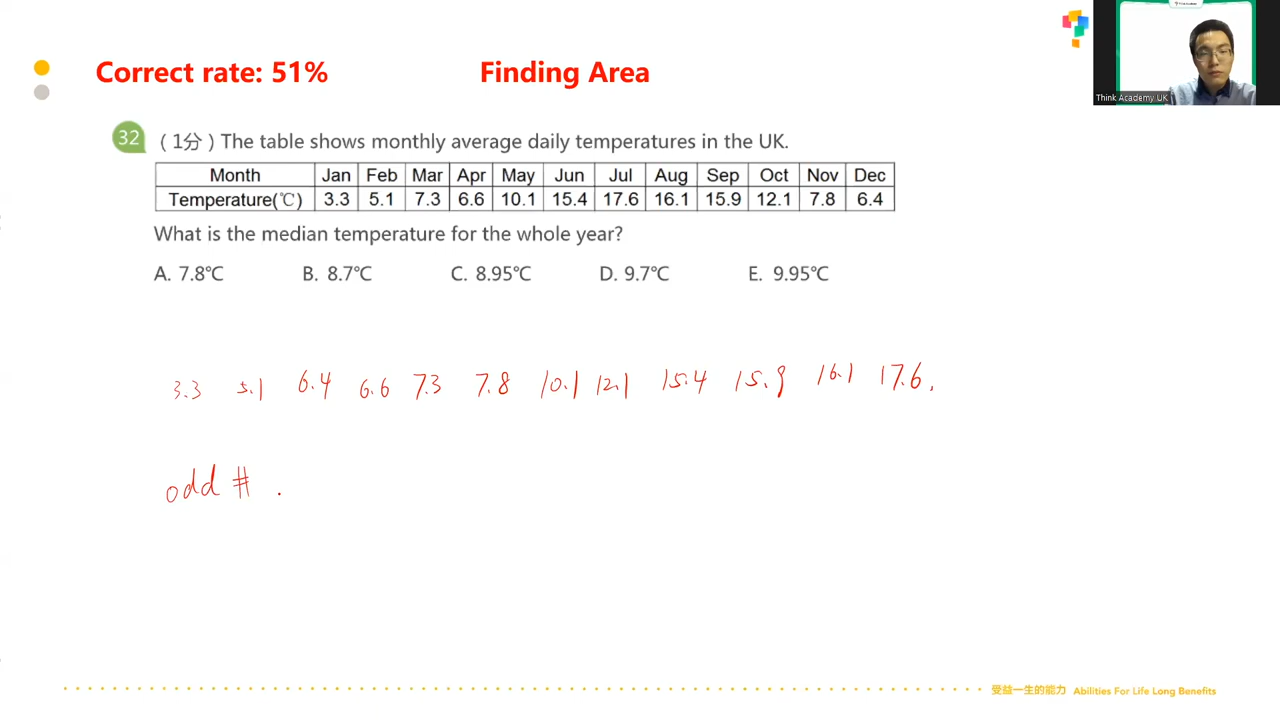 Correct rate: 51% Finding Area
Think Academy UK
32 (1分) The table shows monthly average daily temperatures in the UK.
Month Jan Feb Mar Apr May Jun Jul Aug Sep Oct Nov Dec
Temperature(℃) 3.3 5.1 7.3 6.6 10.1 15.4 17.6 16.1 15.9 12.1 7.8 6.4
What is the median temperature for the whole year?
A. 7.8℃ B. 8.7℃ C. 8.95℃ D. 9.7℃ E. 9.95℃
3.3 5.1 6.4 6.6 7.3 7.8 10.1 12.1 15.4 15.9 16.1 17.6.
odd # .
受益一生的能力 Abilities For Life Long Benefits